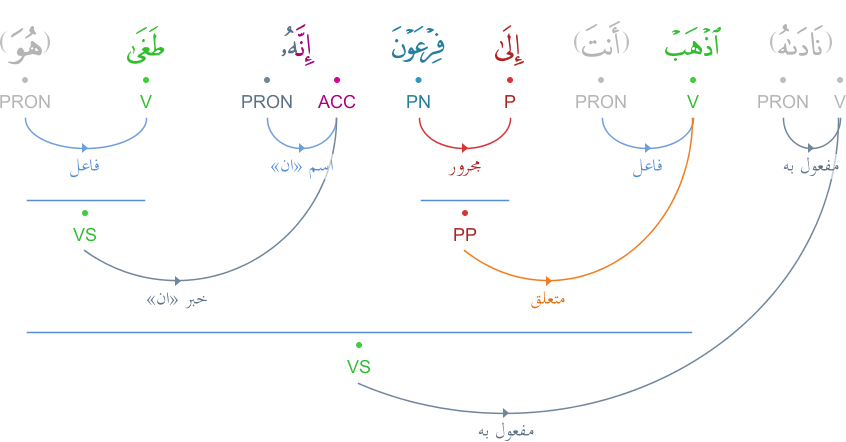 (نَادَىٰهُ) ٱذۡهَبۡ (أَنتَ) إِلَىٰ فِرۡعَوۡنَ إِنَّهُۥ طَغَىٰ (هُوَ)
V PRON V PRON P PN ACC PRON V PRON
مفعول به فاعل مجرور اسم «ان» فاعل
PP VS
متعلق خبر «ان»
VS
مفعول به